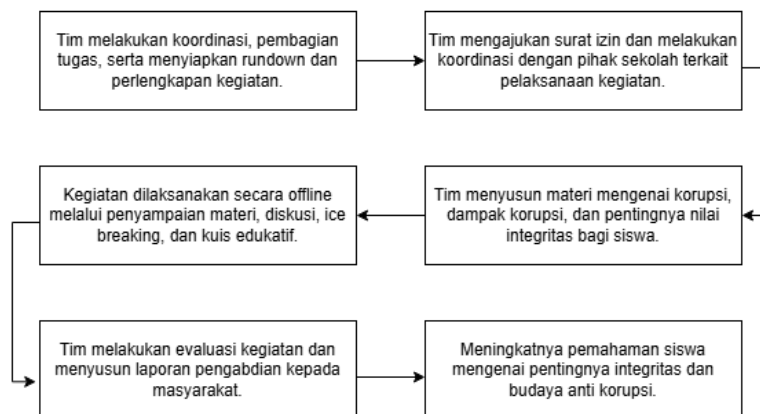 Tim melakukan koordinasi, pembagian
tugas, serta menyiapkan rundown dan
perlengkapan kegiatan.
Tim mengajukan surat izin dan melakukan
koordinasi dengan pihak sekolah terkait
pelaksanaan kegiatan.
Tim menyusun materi mengenai korupsi,
dampak korupsi, dan pentingnya nilai
integritas bagi siswa.
Kegiatan dilaksanakan secara offline
melalui penyampaian materi, diskusi, ice
breaking, dan kuis edukatif.
Tim melakukan evaluasi kegiatan dan
menyusun laporan pengabdian kepada
masyarakat.
Meningkatnya pemahaman siswa
mengenai pentingnya integritas dan
budaya anti korupsi.